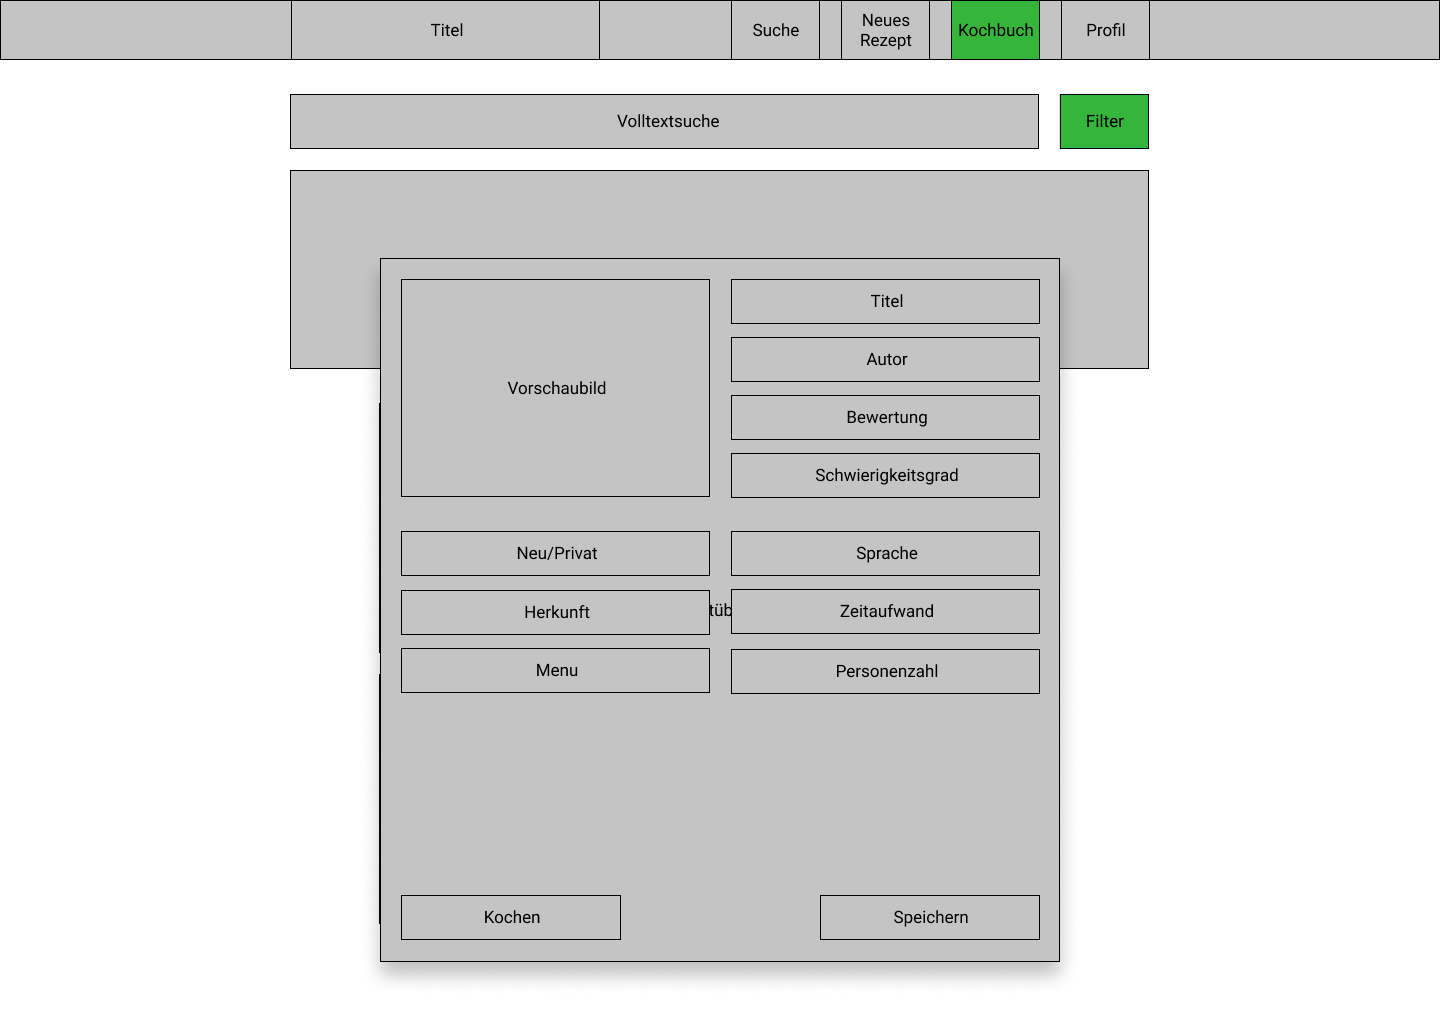 Titel
Suche
Neues
Rezept
Kochbuch
Profil
Volltextsuche
Filter
Vorschaubild
Titel
Autor
Bewertung
Schwierigkeitsgrad
Neu/Privat
Sprache
Herkunft
Zeitaufwand
Menu
Personenzahl
Kochen
Speichern